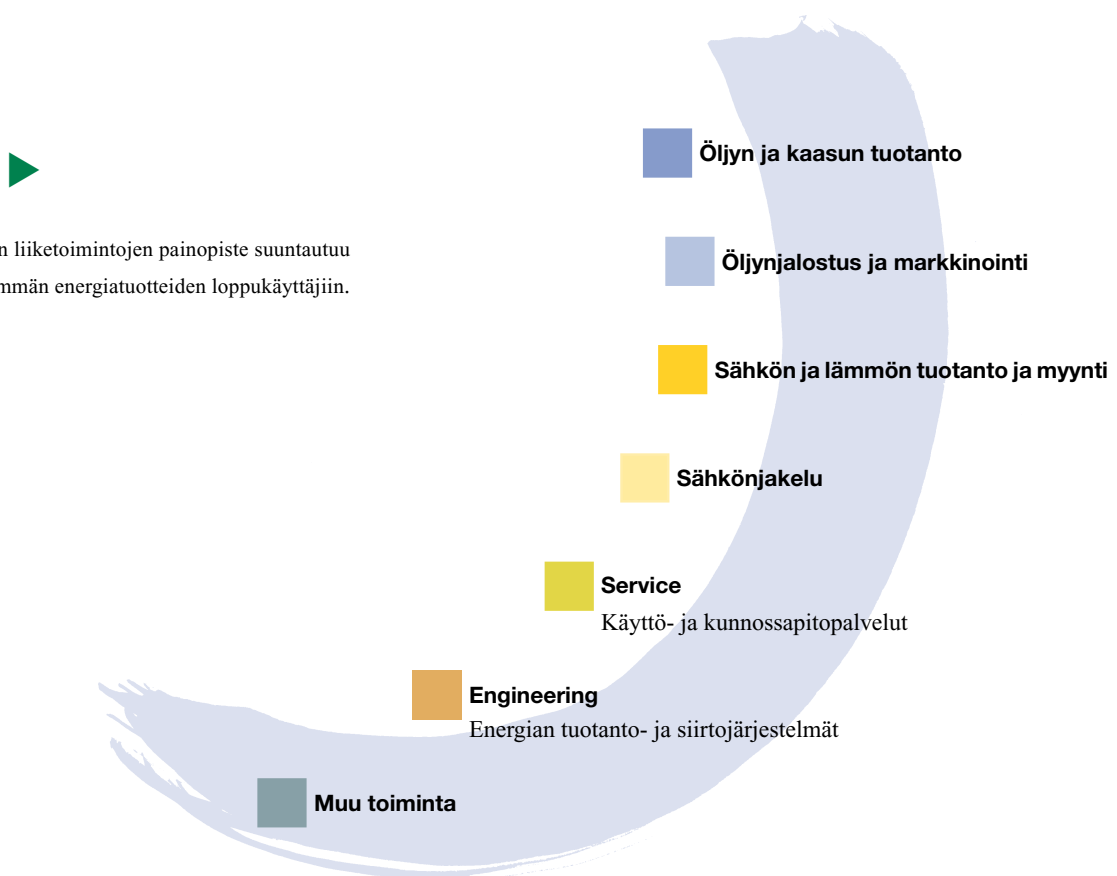 n liiketoimintojen painopiste suuntautuu
mmän energiatuotteiden loppukäyttäjiin.
Öljyn ja kaasun tuotanto
Öljynjalostus ja markkinointi
Sähkön ja lämmön tuotanto ja myynti
Sähkönjakelu
Service
Käyttö- ja kunnossapitopalvelut
Engineering
Energian tuotanto- ja siirtojärjestelmät
Muu toiminta